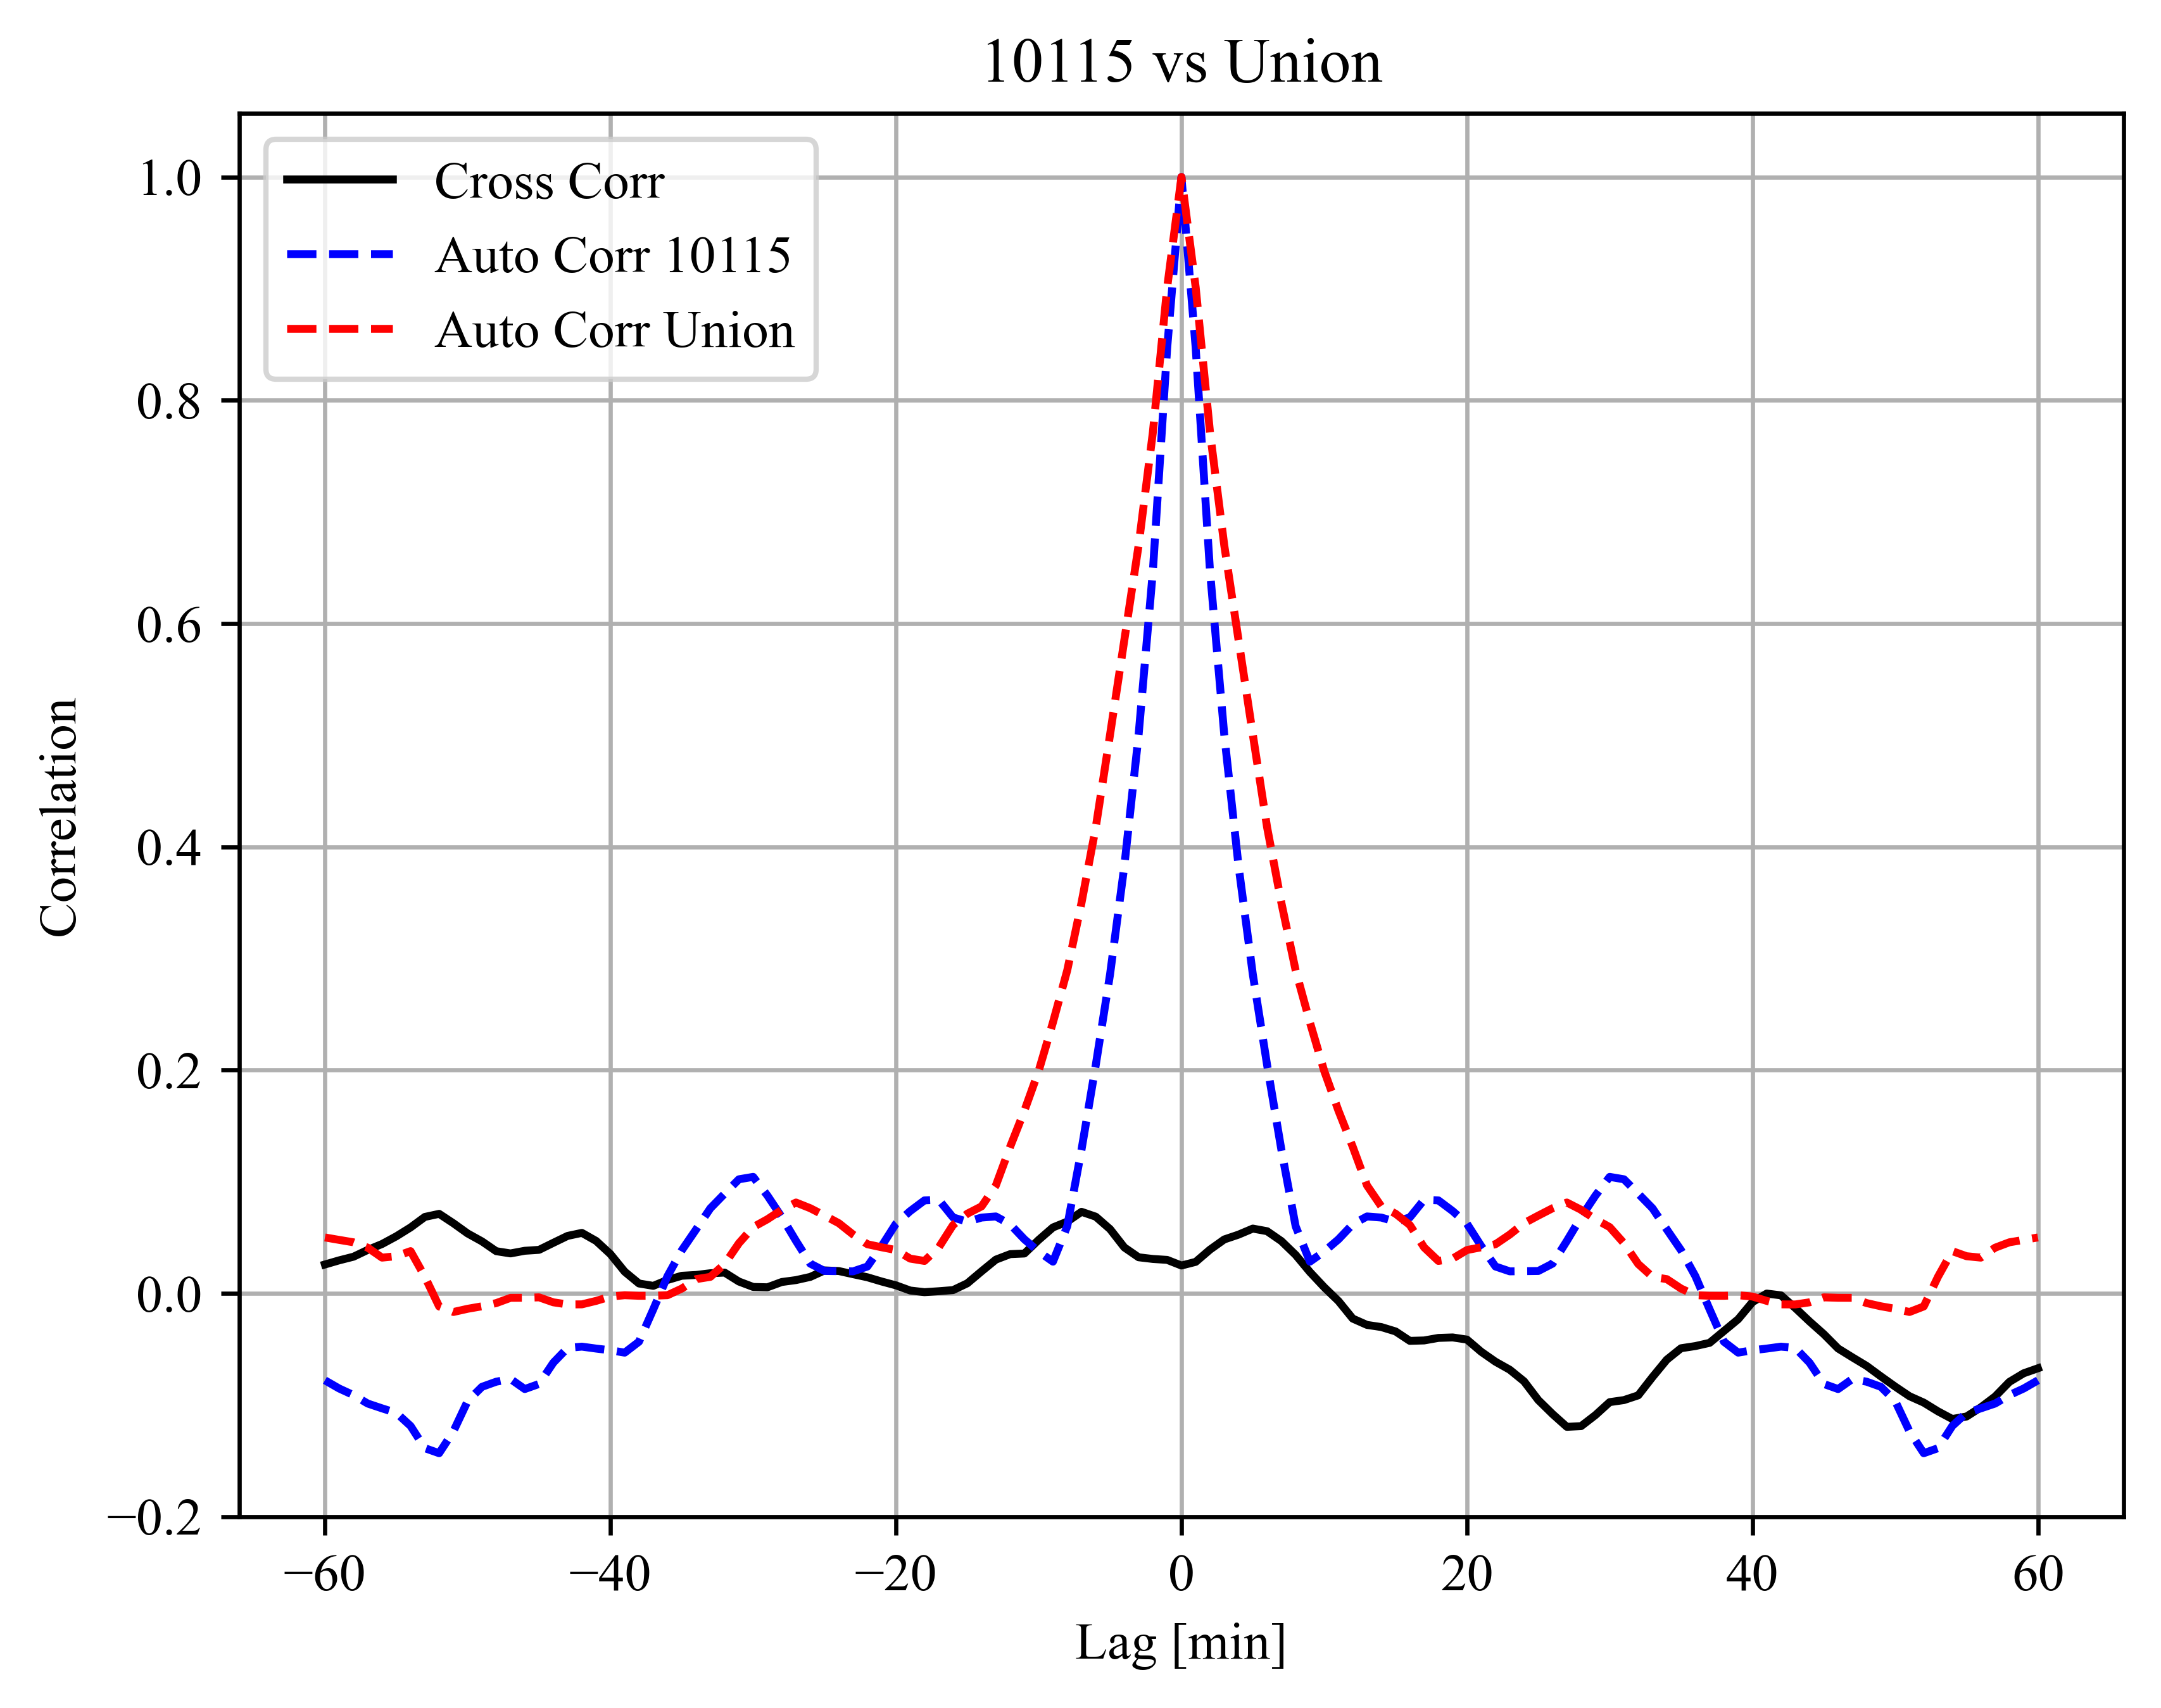 10115 vs Union
Cross Corr
Auto Corr 10115
Auto Corr Union
1.0
0.8
0.6
0.4
0.2
0.0
−0.2
Correlation
−60
−40
−20
0
20
40
60
Lag [min]